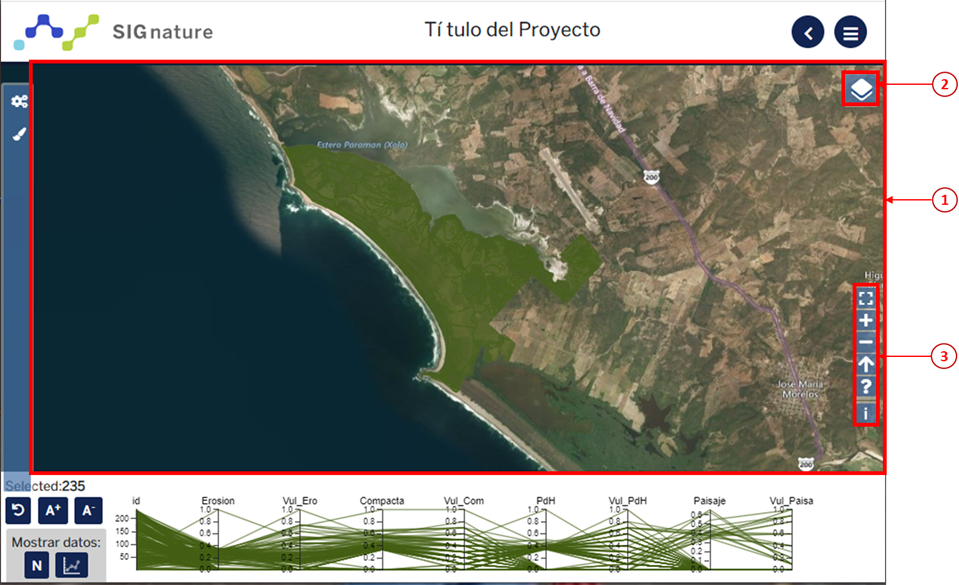 SIGnature
Tí tulo del Proyecto
2
a Barra de Navidad
Estero Paraman (Xola)
200
1
Higu
+
−
3
?
i
José María
Morelos
200
Selected:235
A+ A-
Mostrar datos:
N
id Erosion Vul_Ero Compacta Vul_Com PdH Vul_PdH Paisaje Vul_Paisa
200 150 100 50
1.0 0.8 0.6 0.4 0.2 0.0
1.0 0.8 0.6 0.4 0.2 0.0
1.0 0.8 0.6 0.4 0.2 0.0
1.0 0.8 0.6 0.4 0.2 0.0
1.0 0.8 0.6 0.4 0.2 0.0
1.0 0.8 0.6 0.4 0.2 0.0
0.6 0.5 0.3 0.2 0.1
1.0 0.8 0.6 0.4 0.2 0.0